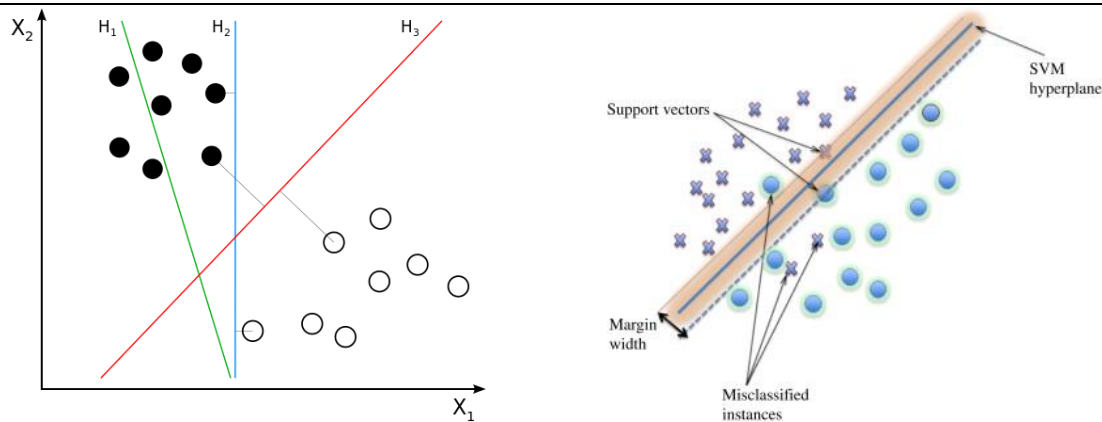 X2
H1
H2
H3
X1
SVM
hyperplane
Support vectors
Margin
width
Misclassified
instances